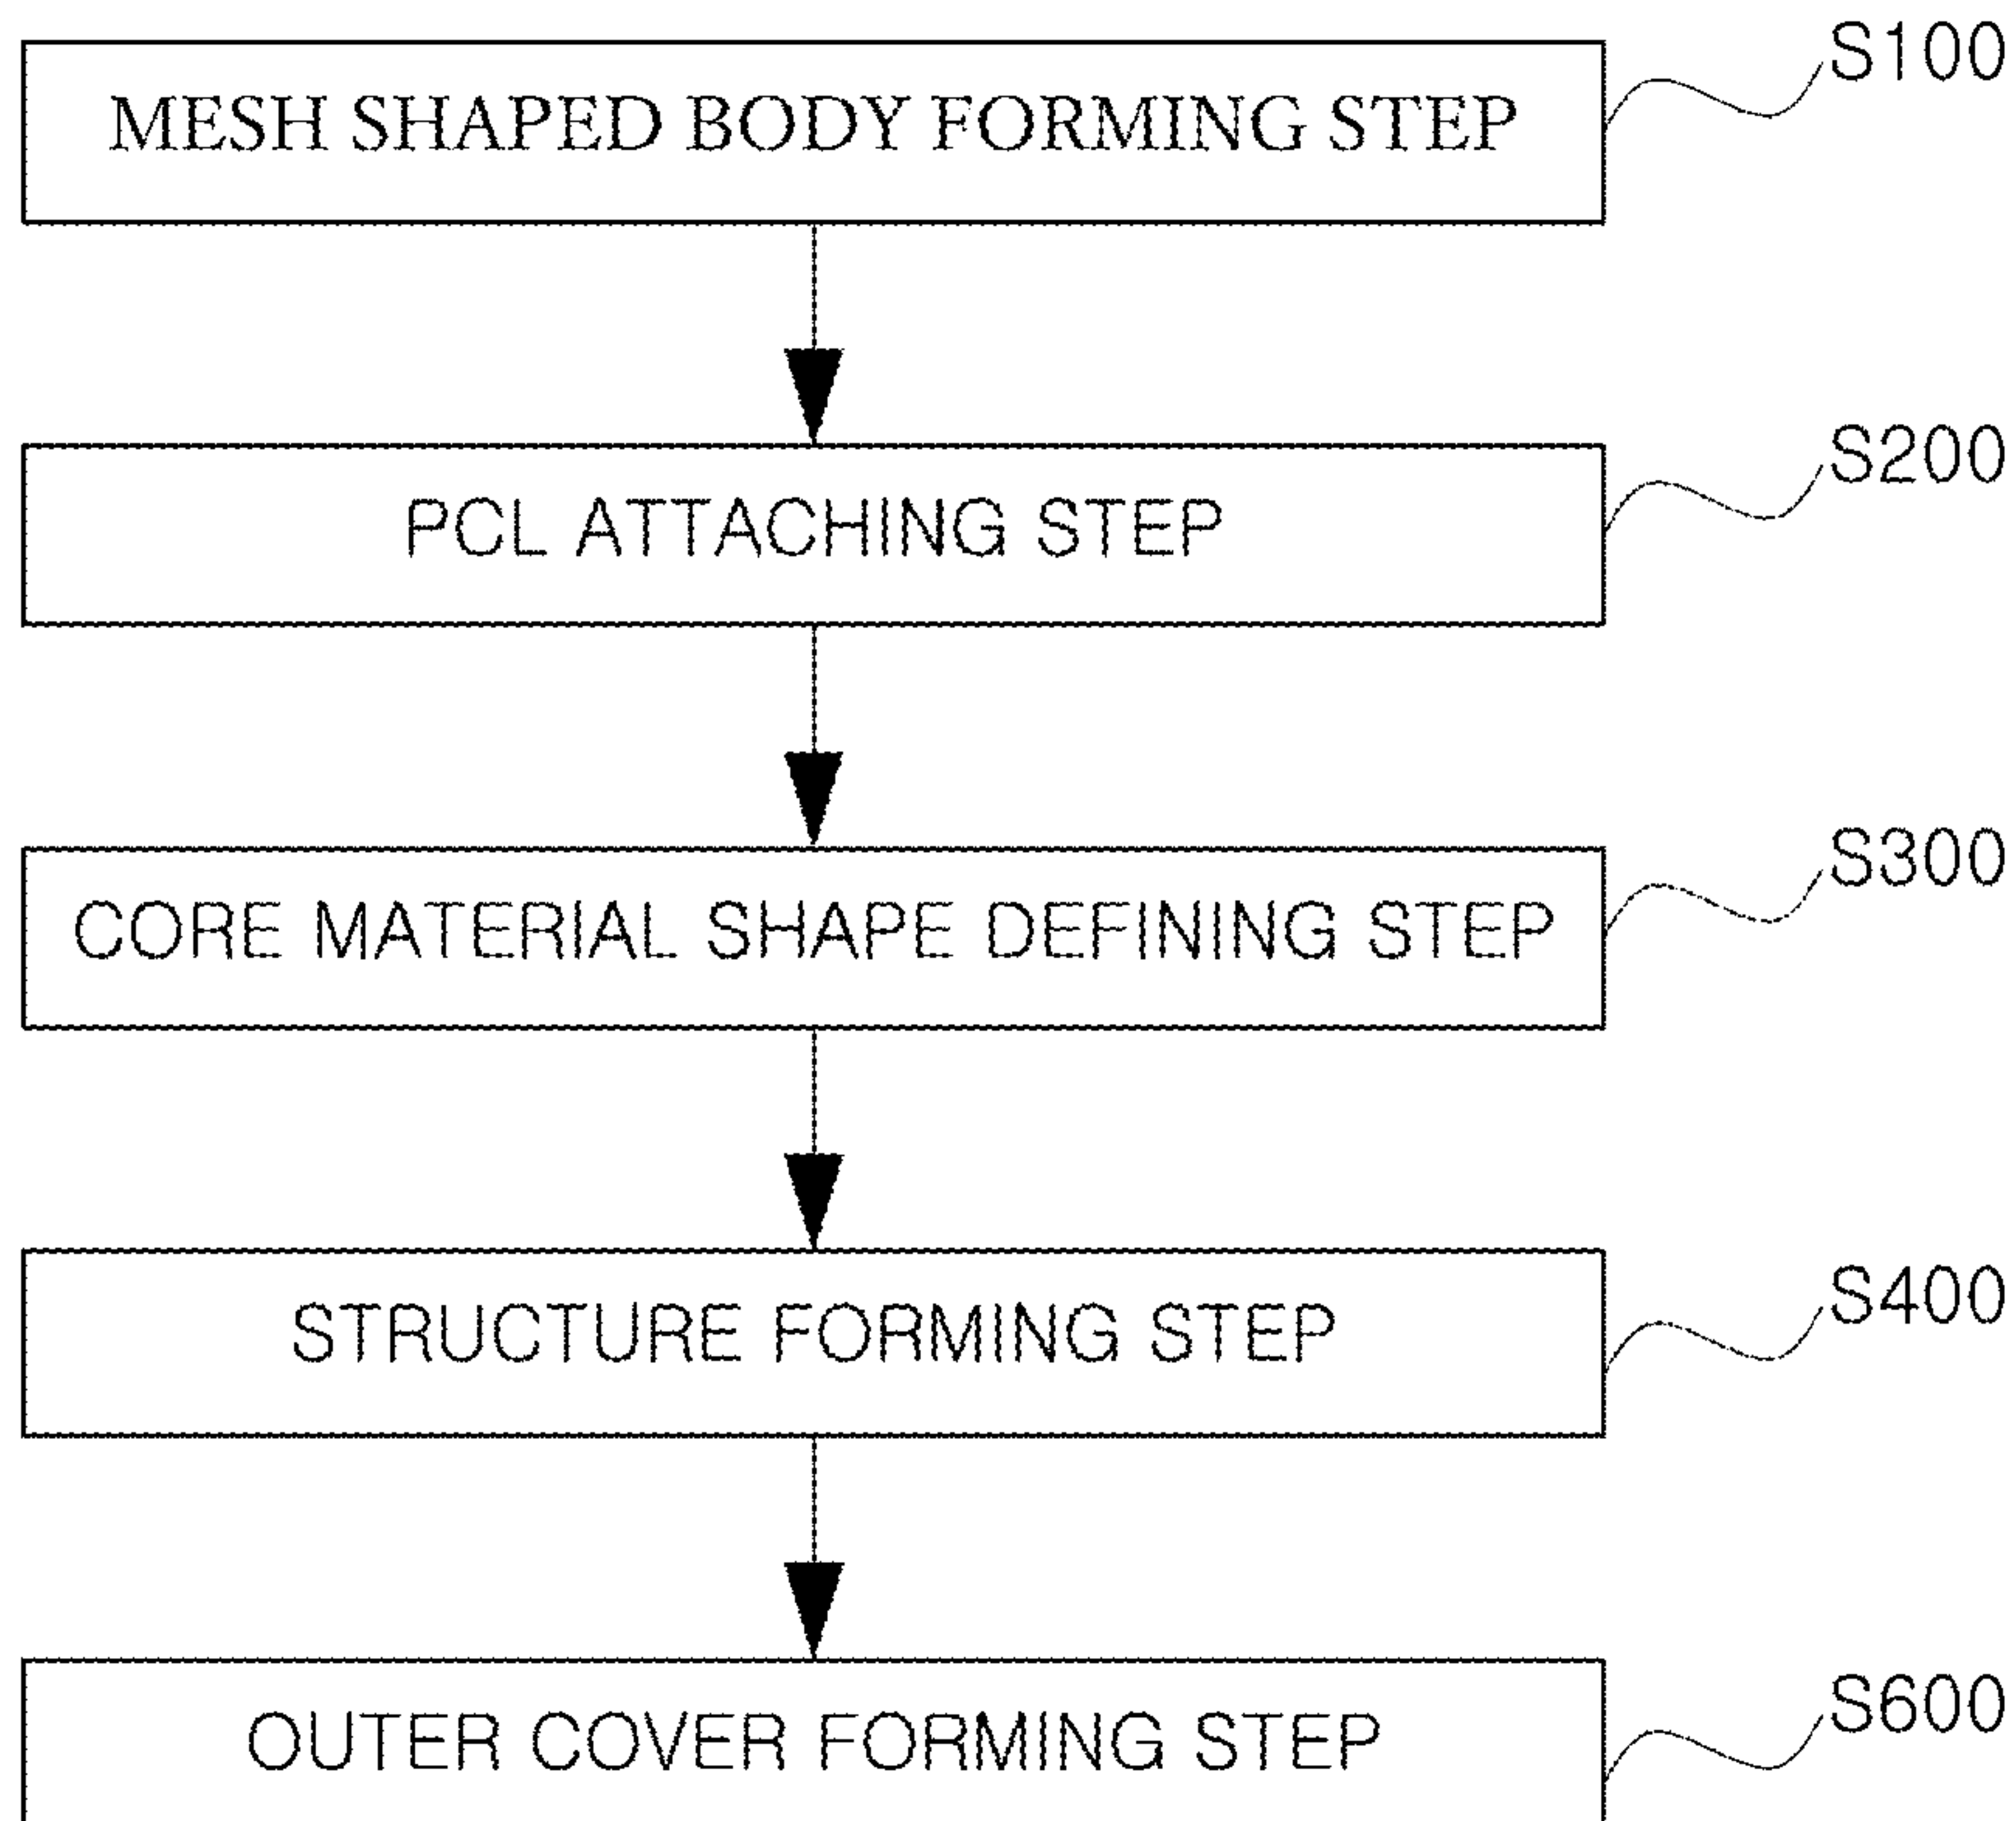 S100
MESH SHAPED BODY FORMING STEP
S200
PCL ATTACHING STEP
S300
CORE MATERIAL SHAPE DEFINING STEP
S400
STRUCTURE FORMING STEP
S600
OUTER COVER FORMING STEP